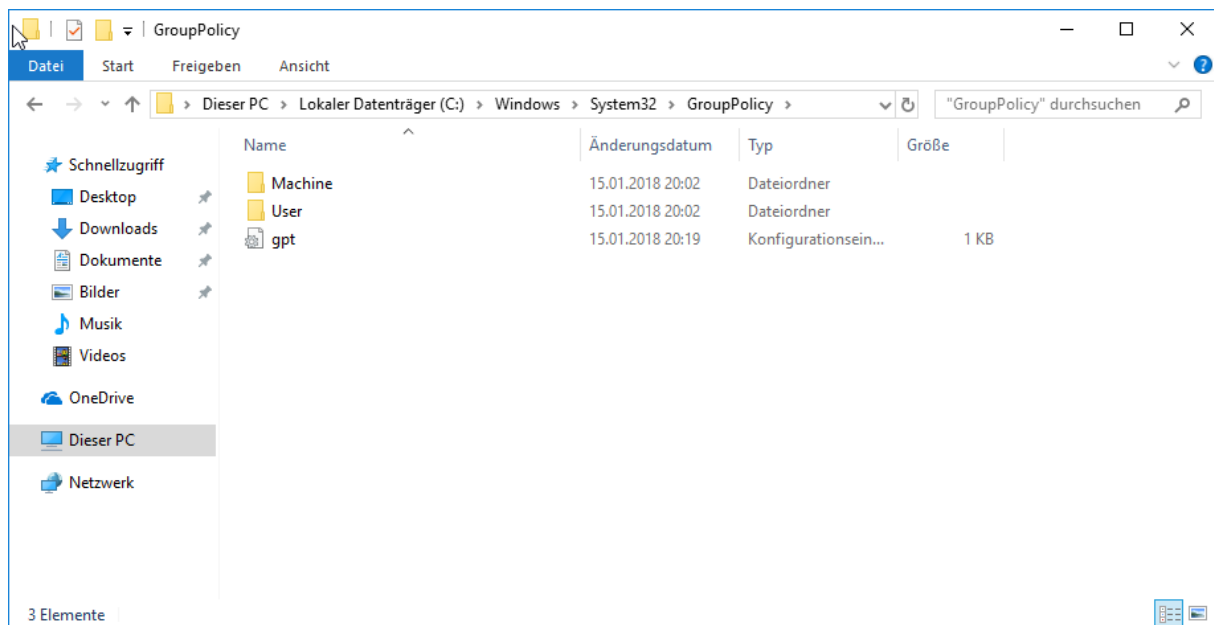 GroupPolicy
Datei Start Freigeben Ansicht
Dieser PC Lokaler Datenträger (C:) Windows System32 GroupPolicy "GroupPolicy" durchsuchen
Name Änderungsdatum Typ Größe
Schnellzugriff
Desktop
Downloads
Dokumente
Bilder
Musik
Videos
OneDrive
Dieser PC
Netzwerk
Machine 15.01.2018 20:02 Dateiordner
User 15.01.2018 20:02 Dateiordner
gpt 15.01.2018 20:19 Konfigurationsein... 1 KB
3 Elemente